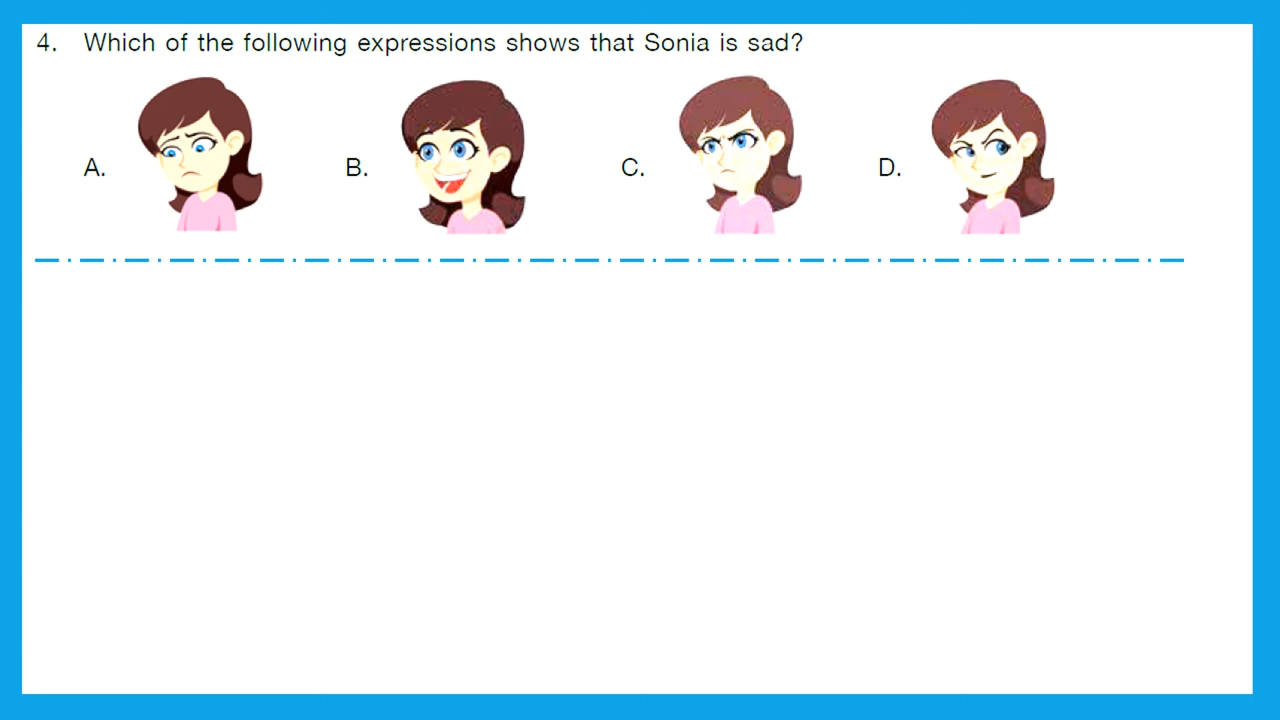 4. Which of the following expressions shows that Sonia is sad?
A. B. C. D.